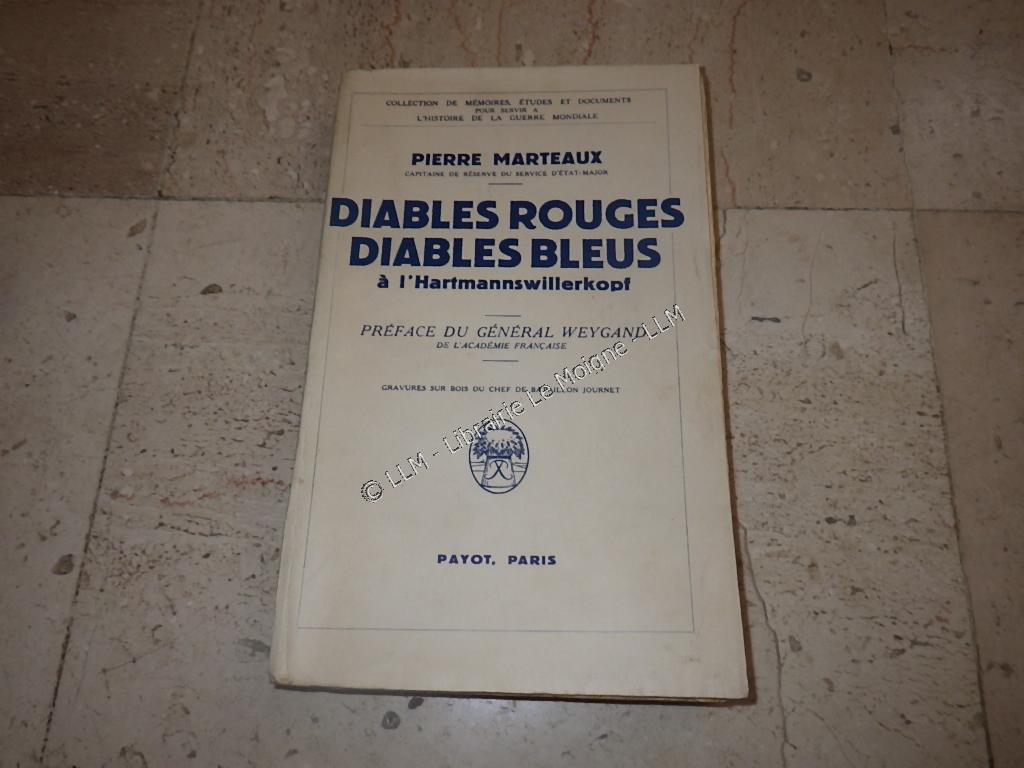 COLLECTION DE MÉMOIRES, ÉTUDES ET DOCUMENTS
POUR SERVIR A
L'HISTOIRE DE LA GUERRE MONDIALE
PIERRE MARTEAUX
CAPITAINE DE RÉSERVE DU SERVICE D'ÉTAT-MAJOR
DIABLES ROUGES
DIABLES BLEUS
à l'Hartmannswillerkopf
PRÉFACE DU GÉNÉRAL WEYGAND
DE L'ACADÉMIE FRANÇAISE
GRAVURES SUR BOIS DU CHEF DE BATAILLON JOURNET
© LLM - Librairie Le Moigne - LLM
PAYOT, PARIS